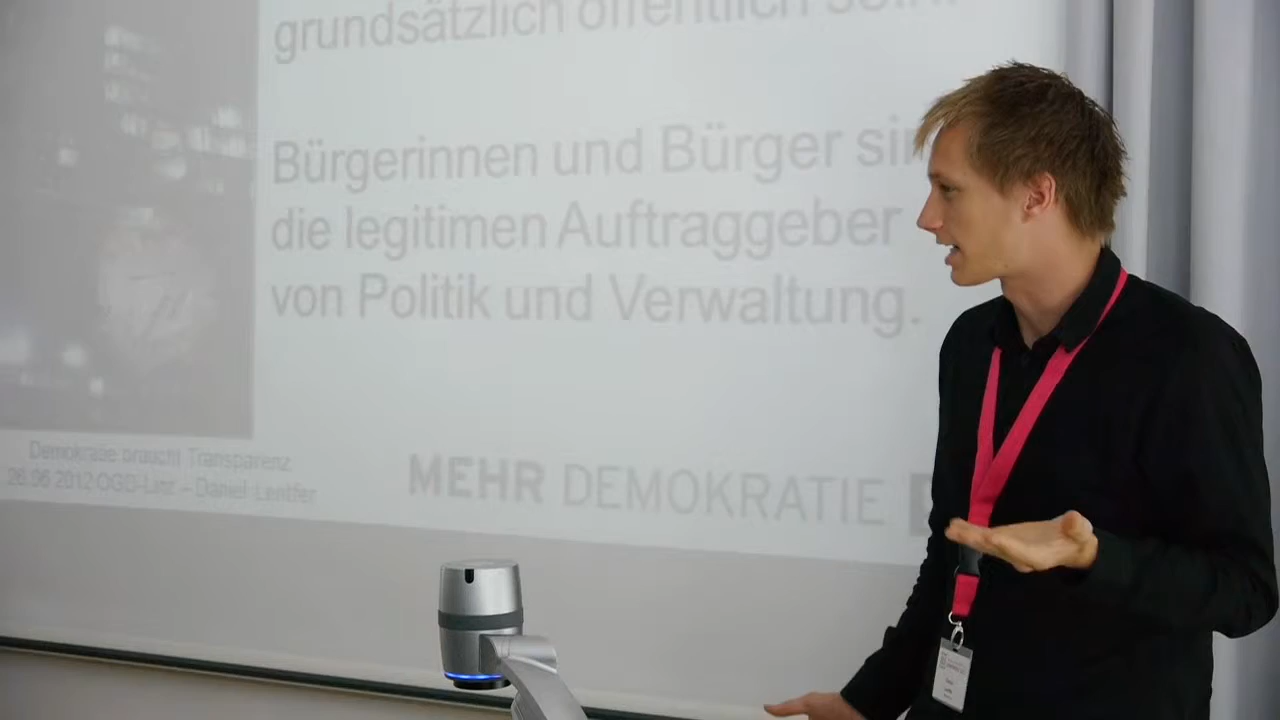 grundsätzlich öffentlich sein.
Bürgerinnen und Bürger sin
die legitimen Auftraggeber
von Politik und Verwaltung.
Demokratie braucht Transparenz
26.06 2012 OGD-Linz – Daniel Lentfer
MEHR DEMOKRATIE